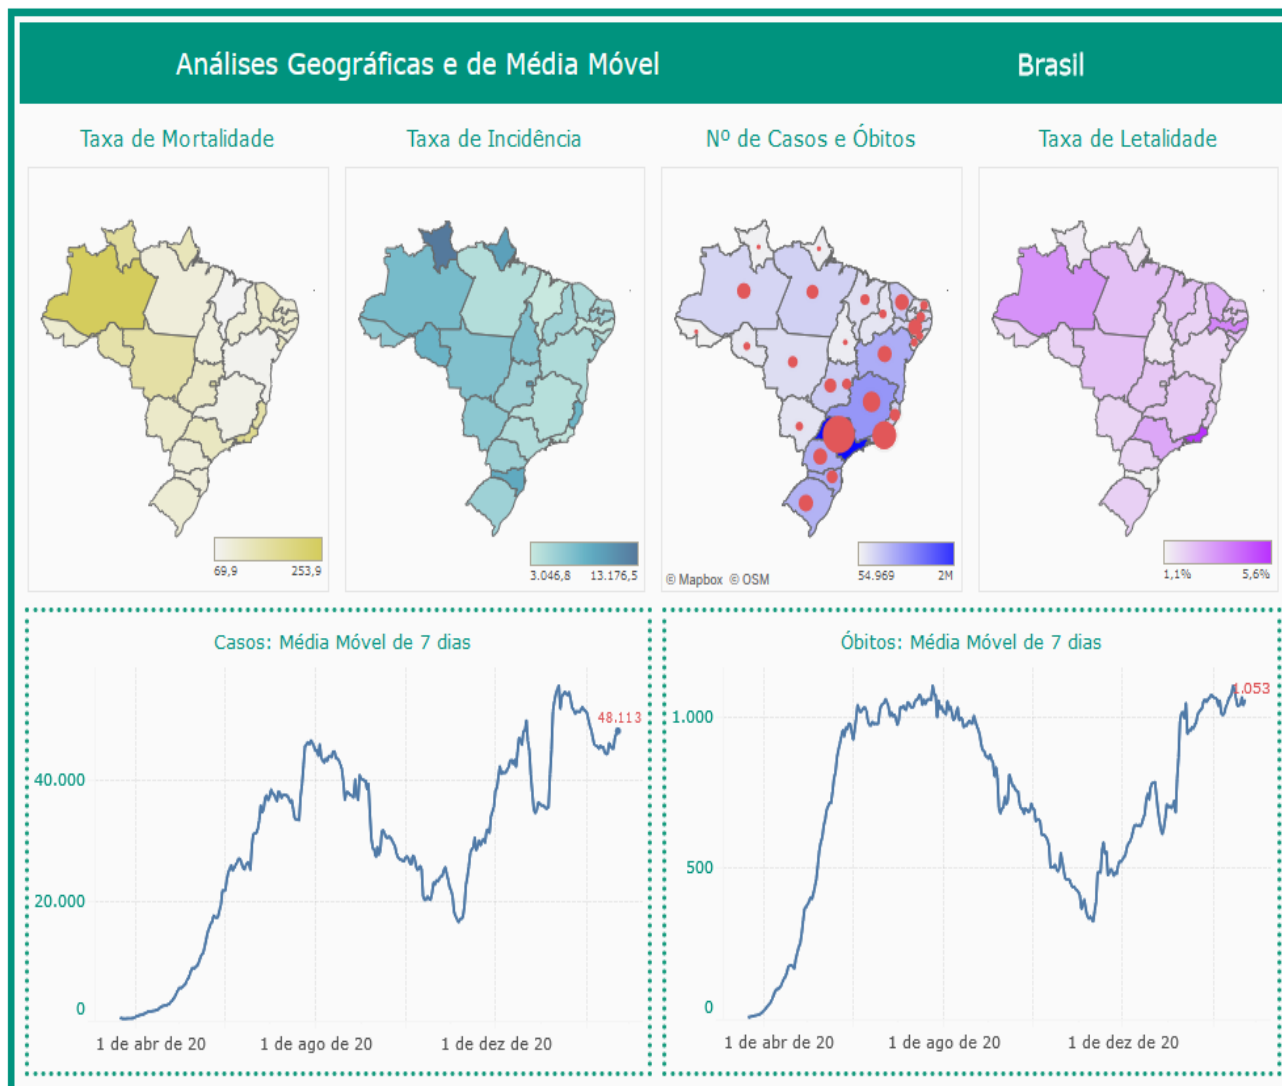 Análises Geográficas e de Média Móvel
Brasil
Taxa de Mortalidade
Taxa de Incidência
Nº de Casos e Óbitos
Taxa de Letalidade
69,9
253,9
3.046,8
13.176,5
© Mapbox © OSM
54.969
2M
1,1%
5,6%
Casos: Média Móvel de 7 dias
48.113
40.000
20.000
0
1 de abr de 20
1 de ago de 20
1 de dez de 20
Óbitos: Média Móvel de 7 dias
1.053
1.000
500
0
1 de abr de 20
1 de ago de 20
1 de dez de 20